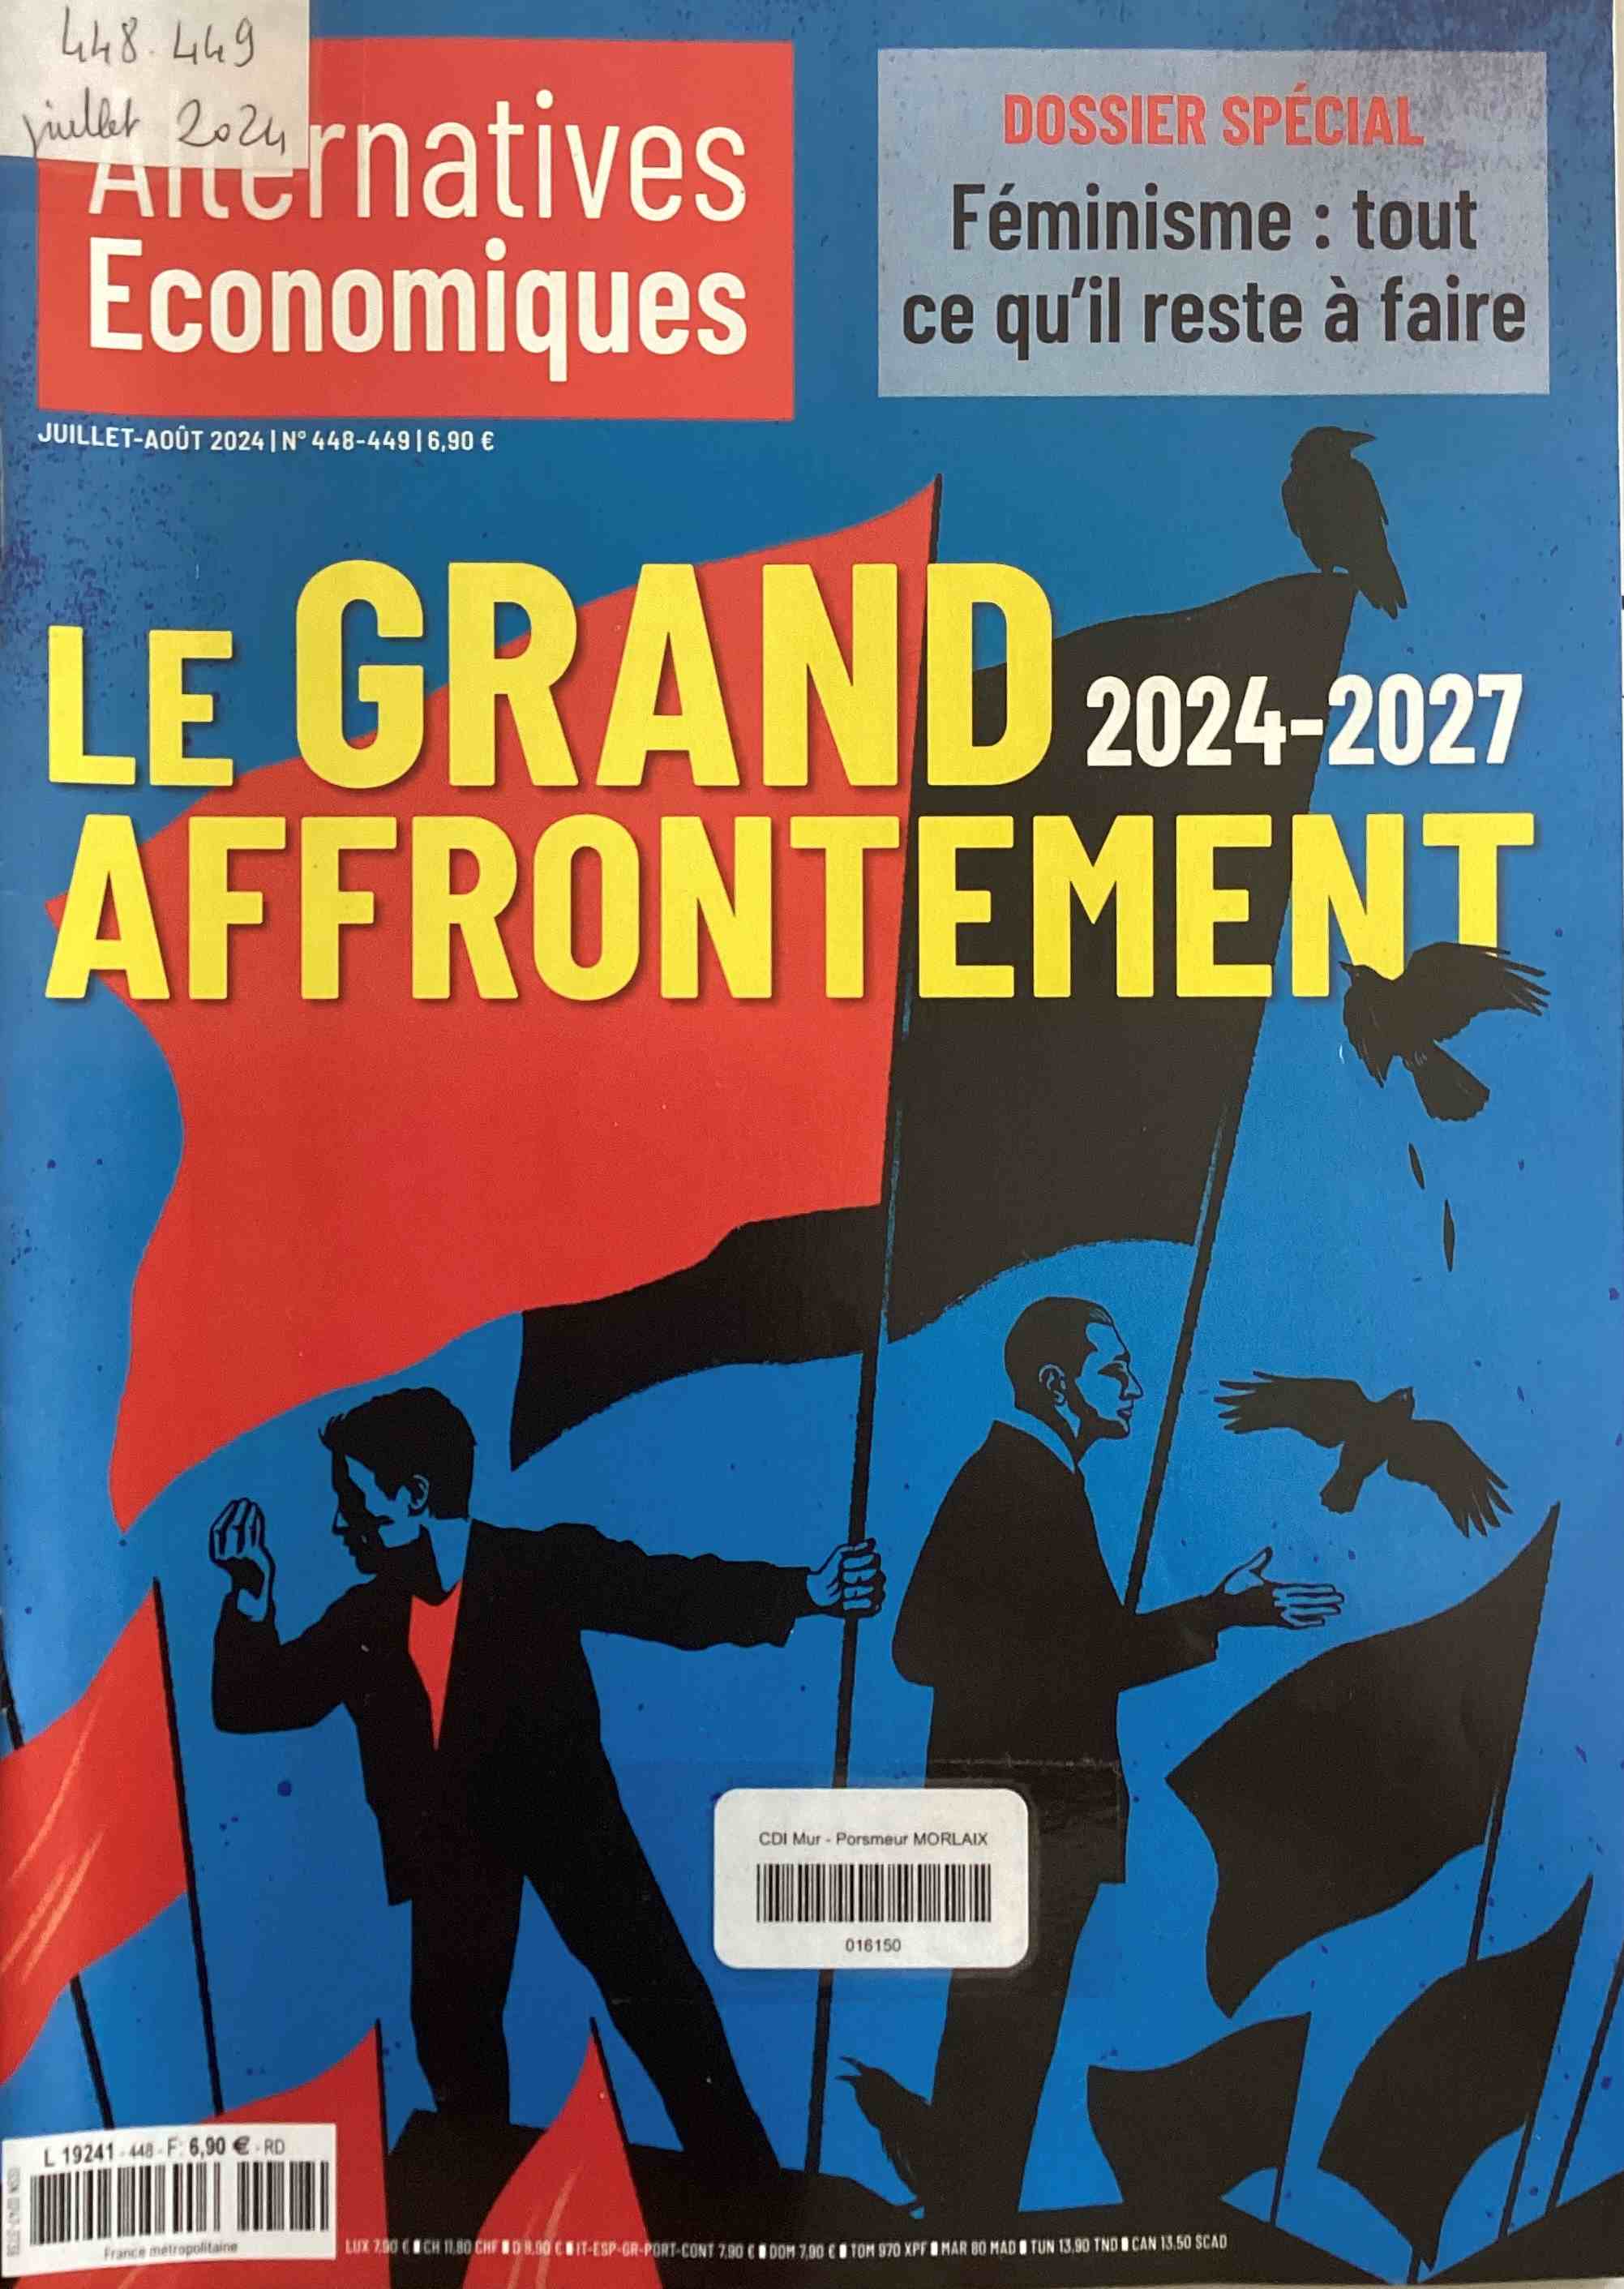 448-449
juillet 2024
Alternatives
Economiques
JUILLET-AOÛT 2024 | N° 448-449 | 6,90 €
DOSSIER SPÉCIAL
Féminisme : tout
ce qu'il reste à faire
LE GRAND 2024-2027
AFFRONTEMENT
CDI Mur - Porsmeur MORLAIX
016150
L 19241 - 448 - F: 6,90 € - RD
France métropolitaine
LUX 7,90 € ■ CH 11,80 CHF ■ D 8,90 € ■ IT-ESP-GR-PORT-CONT 7,90 € ■ DOM 7,90 € ■ TOM 970 XPF ■ MAR 80 MAD ■ TUN 13,90 TND ■ CAN 13.50 $CAD